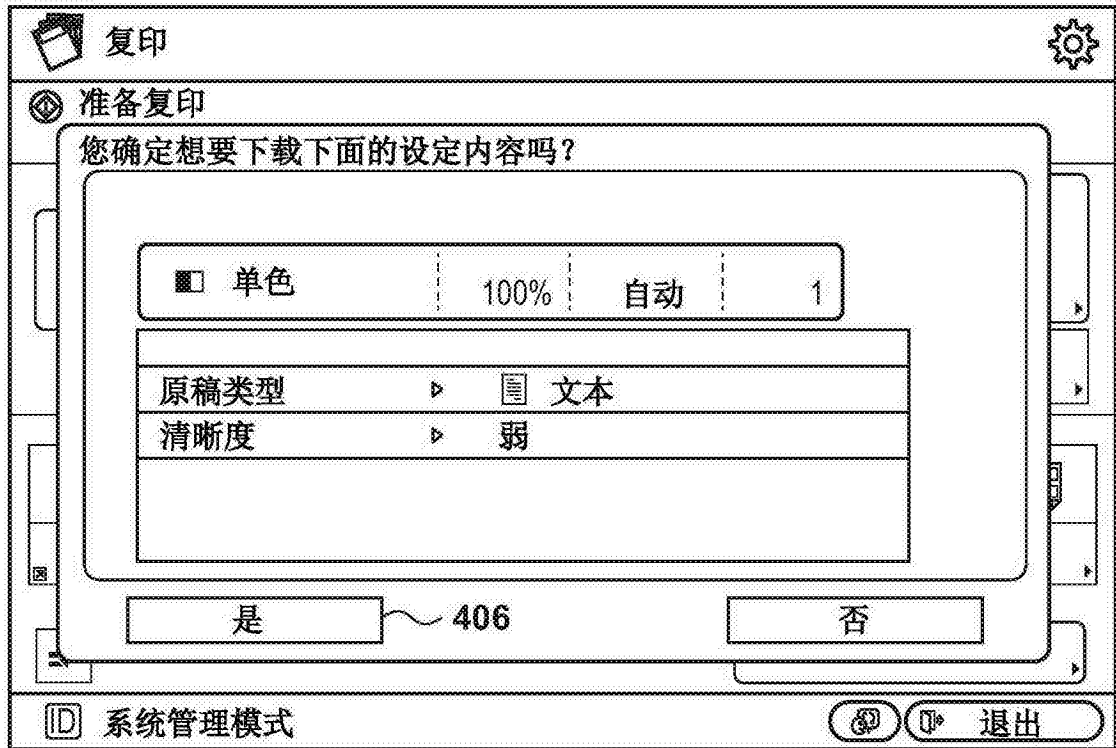 复印
准备复印
您确定想要下载下面的设定内容吗?
单色 100% 自动 1
原稿类型 文本
清晰度 弱
是 406 否
ID 系统管理模式 退出